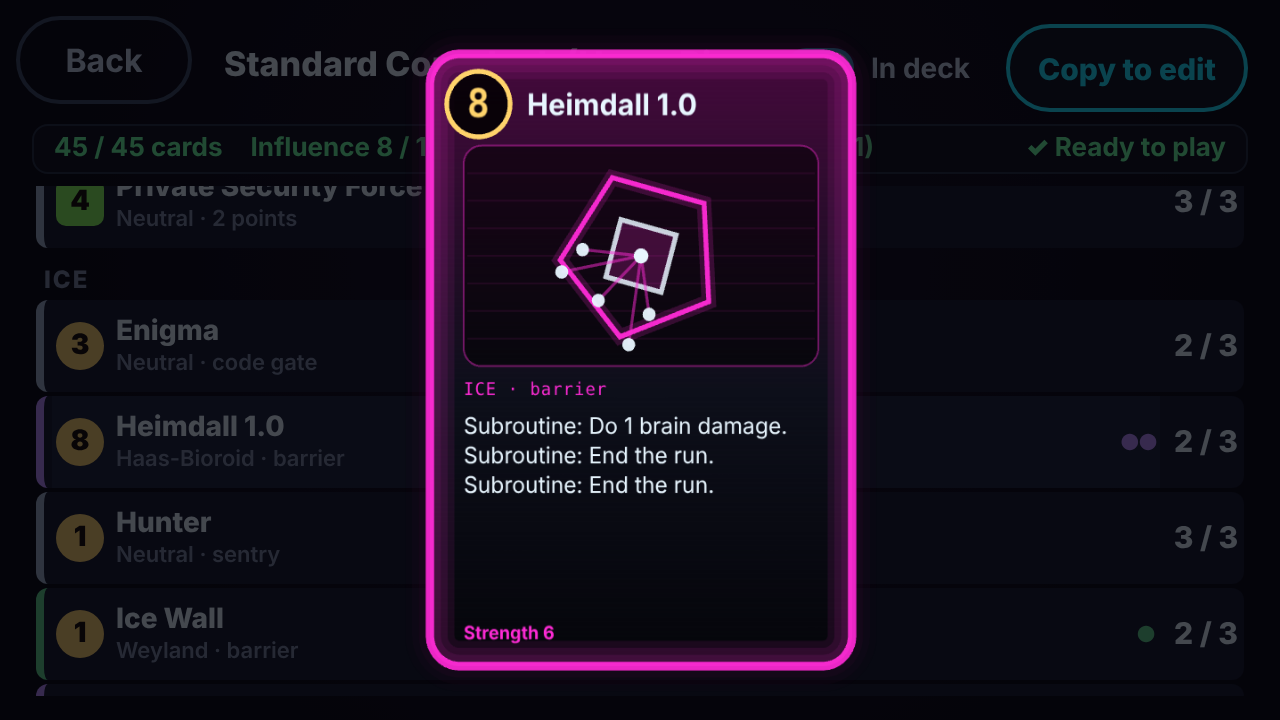 Back
Standard Co
In deck
Copy to edit
45 / 45 cards
Influence 8 / 1
1)
✓ Ready to play
4
Private Security Force
Neutral · 2 points
3 / 3
ICE
3
Enigma
Neutral · code gate
2 / 3
8
Heimdall 1.0
Haas-Bioroid · barrier
2 / 3
1
Hunter
Neutral · sentry
3 / 3
1
Ice Wall
Weyland · barrier
2 / 3
8
Heimdall 1.0
ICE · barrier
Subroutine: Do 1 brain damage.
Subroutine: End the run.
Subroutine: End the run.
Strength 6